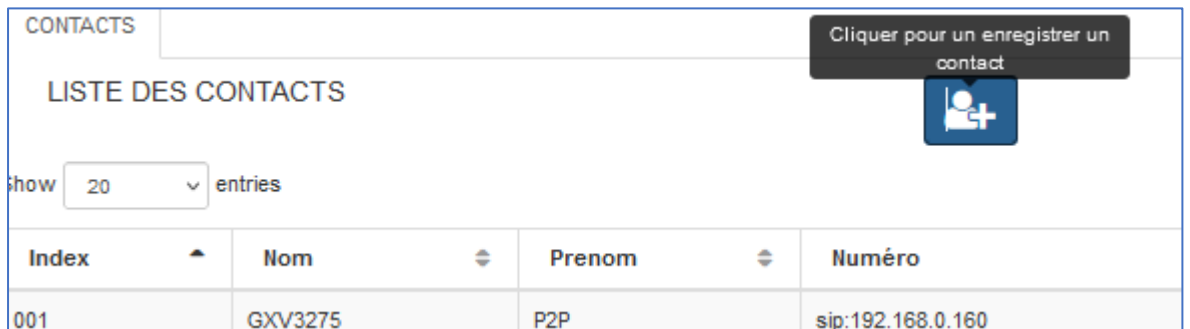 CONTACTS
Cliquer pour un enregistrer un
contact
LISTE DES CONTACTS
Show 20 entries
Index Nom Prenom Numéro
001 GXV3275 P2P sip:192.168.0.160